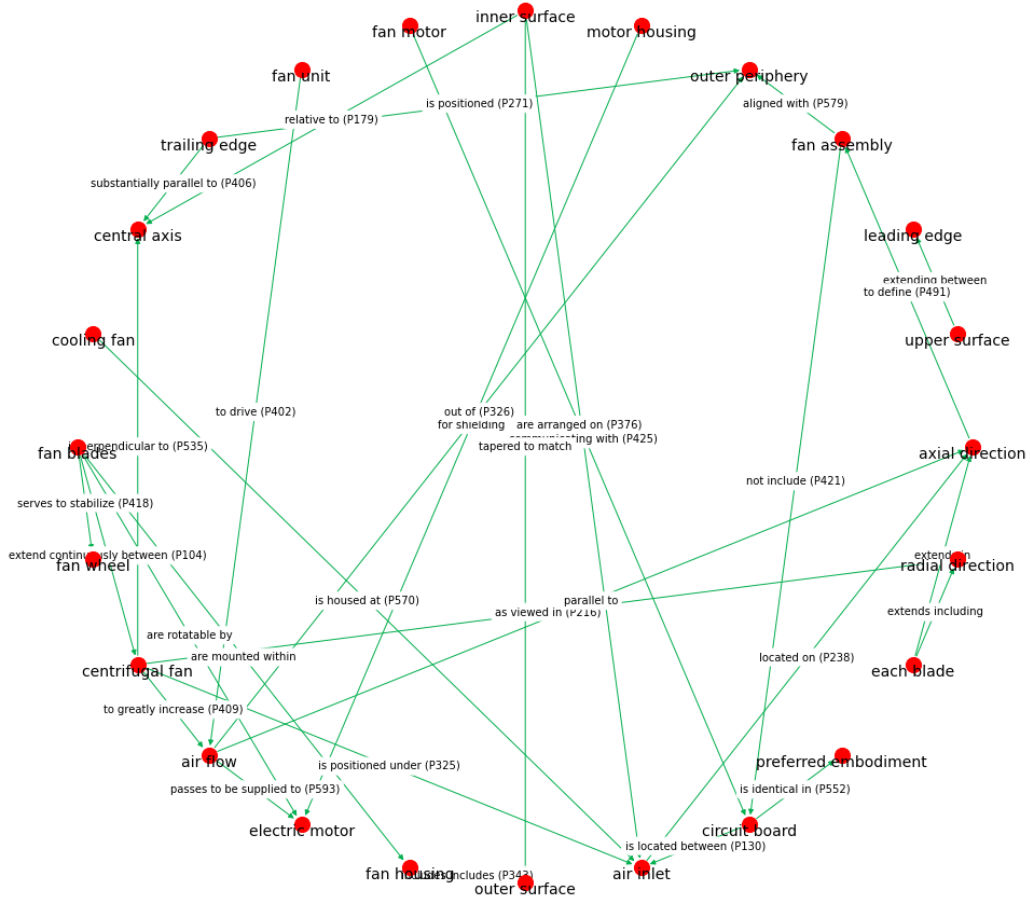 inner surface
fan motor
motor housing
fan unit
outer periphery
is positioned (P271)
aligned with (P579)
relative to (P179)
trailing edge
fan assembly
substantially parallel to (P406)
central axis
leading edge
extending between
to define (P491)
cooling fan
upper surface
to drive (P402)
out of (P326)
for shielding
are arranged on (P376)
communicating with (P425)
tapered to match
is perpendicular to (P535)
fan blades
axial direction
not include (P421)
serves to stabilize (P418)
extend continuously between (P104)
fan wheel
extends in
radial direction
is housed at (P570)
as viewed in (P216)
parallel to
extends including
are rotatable by
are mounted within
located on (P238)
centrifugal fan
each blade
to greatly increase (P409)
air flow
is positioned under (P325)
preferred embodiment
passes to be supplied to (P593)
is identical in (P552)
electric motor
circuit board
is located between (P130)
fan housing
includes (P343)
air inlet
outer surface